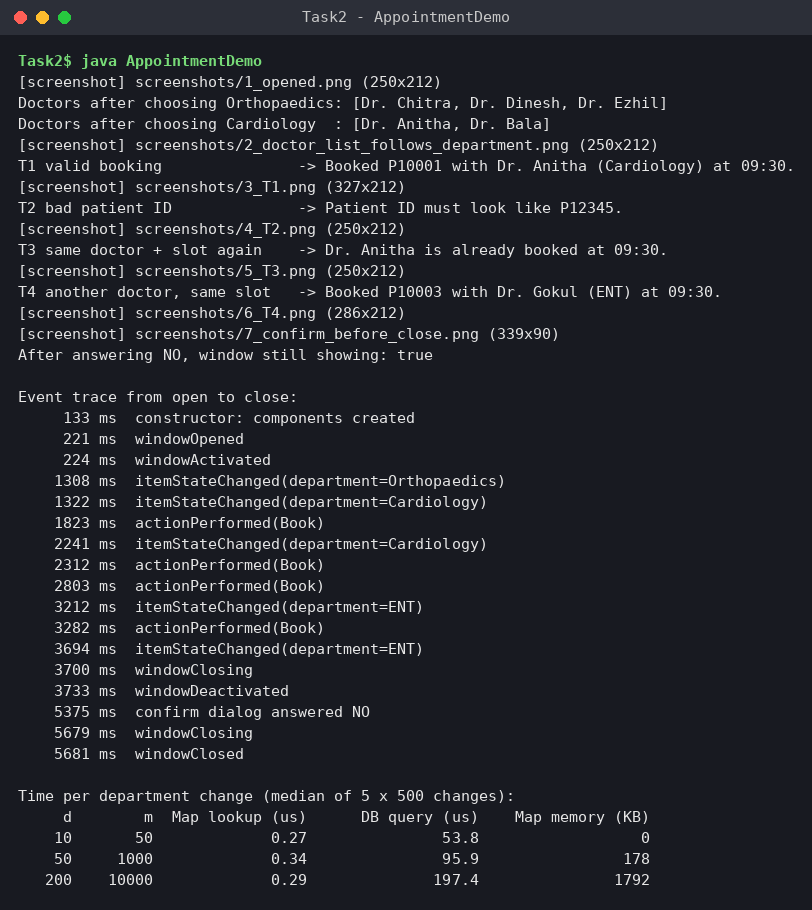 Task2 - AppointmentDemo
Task2$ java AppointmentDemo
[screenshot] screenshots/1_opened.png (250x212)
Doctors after choosing Orthopaedics: [Dr. Chitra, Dr. Dinesh, Dr. Ezhil]
Doctors after choosing Cardiology  : [Dr. Anitha, Dr. Bala]
[screenshot] screenshots/2_doctor_list_follows_department.png (250x212)
T1 valid booking               -> Booked P10001 with Dr. Anitha (Cardiology) at 09:30.
[screenshot] screenshots/3_T1.png (327x212)
T2 bad patient ID              -> Patient ID must look like P12345.
[screenshot] screenshots/4_T2.png (250x212)
T3 same doctor + slot again    -> Dr. Anitha is already booked at 09:30.
[screenshot] screenshots/5_T3.png (250x212)
T4 another doctor, same slot   -> Booked P10003 with Dr. Gokul (ENT) at 09:30.
[screenshot] screenshots/6_T4.png (286x212)
[screenshot] screenshots/7_confirm_before_close.png (339x90)
After answering NO, window still showing: true
Event trace from open to close:
     133 ms  constructor: components created
     221 ms  windowOpened
     224 ms  windowActivated
    1308 ms  itemStateChanged(department=Orthopaedics)
    1322 ms  itemStateChanged(department=Cardiology)
    1823 ms  actionPerformed(Book)
    2241 ms  itemStateChanged(department=Cardiology)
    2312 ms  actionPerformed(Book)
    2803 ms  actionPerformed(Book)
    3212 ms  itemStateChanged(department=ENT)
    3282 ms  actionPerformed(Book)
    3694 ms  itemStateChanged(department=ENT)
    3700 ms  windowClosing
    3733 ms  windowDeactivated
    5375 ms  confirm dialog answered NO
    5679 ms  windowClosing
    5681 ms  windowClosed
Time per department change (median of 5 x 500 changes):
     d        m  Map lookup (us)      DB query (us)    Map memory (KB)
    10       50             0.27               53.8                  0
    50     1000             0.34               95.9                178
   200    10000             0.29              197.4               1792